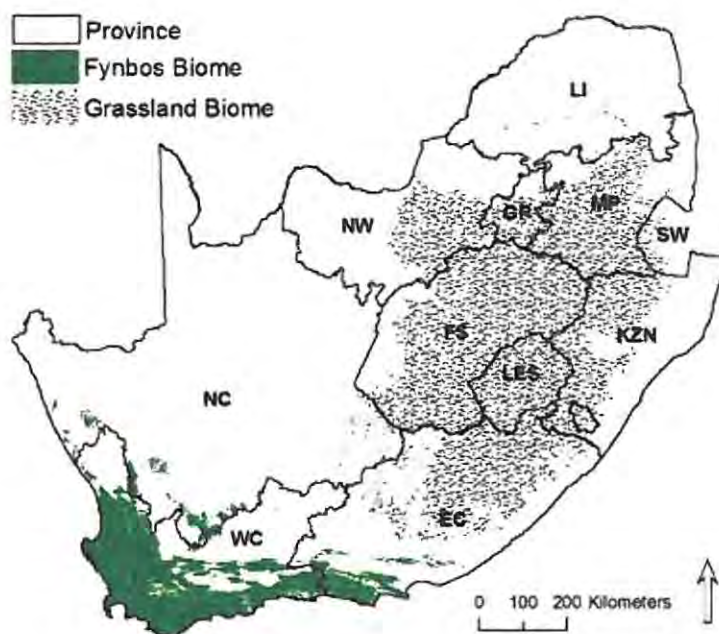 Province
Fynbos Biome
Grassland Biome
LI
NW
GP
MP
SW
FS
KZN
LES
NC
EC
WC
0 100 200 Kilometers